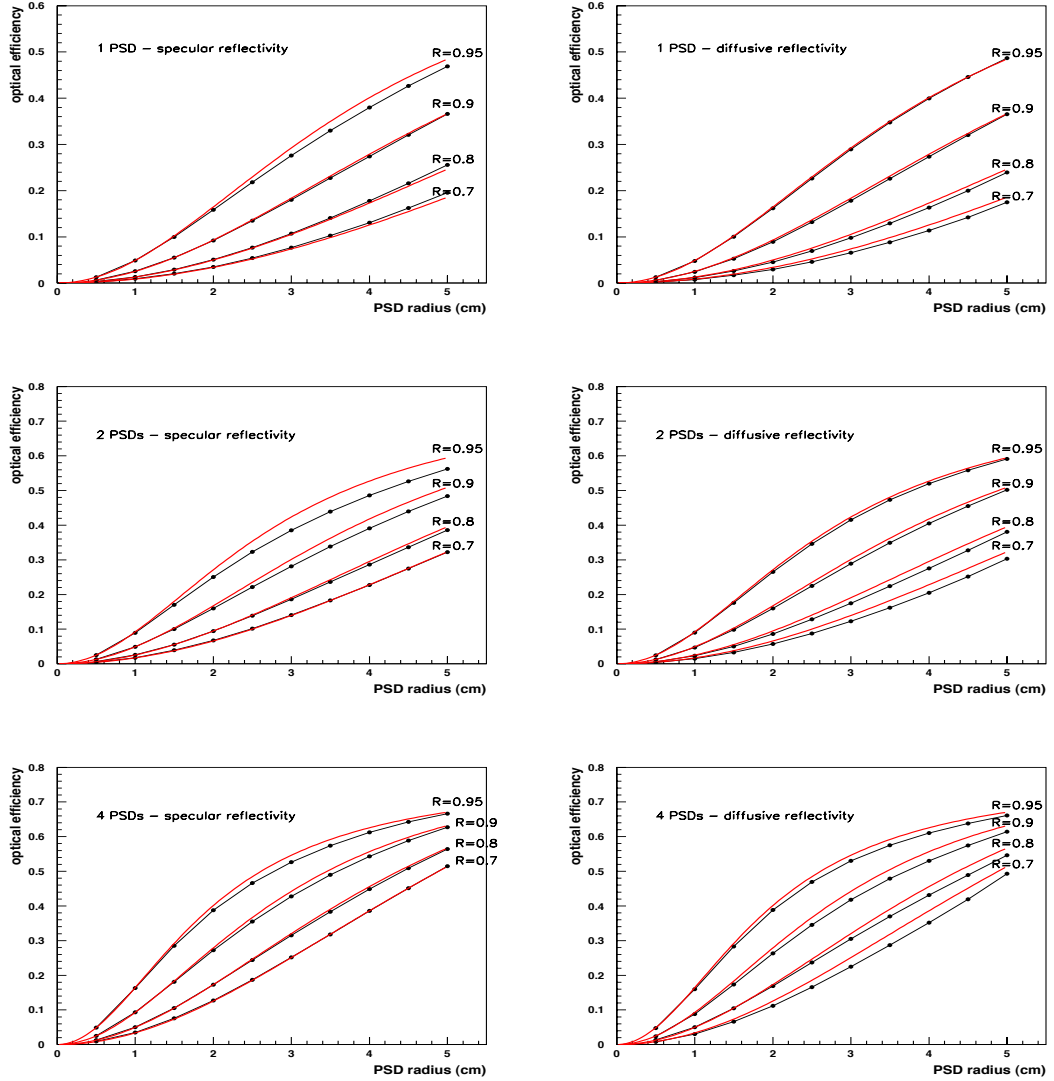 optical efficiency
0.6
0.5
0.4
0.3
0.2
0.1
0
1 PSD – specular reflectivity
R=0.95
R=0.9
R=0.8
R=0.7
0 1 2 3 4 5
PSD radius (cm)
optical efficiency
0.6
0.5
0.4
0.3
0.2
0.1
0
1 PSD – diffusive reflectivity
R=0.95
R=0.9
R=0.8
R=0.7
0 1 2 3 4 5
PSD radius (cm)
optical efficiency
0.8
0.7
0.6
0.5
0.4
0.3
0.2
0.1
0
2 PSDs – specular reflectivity
R=0.95
R=0.9
R=0.8
R=0.7
0 1 2 3 4 5
PSD radius (cm)
optical efficiency
0.8
0.7
0.6
0.5
0.4
0.3
0.2
0.1
0
2 PSDs – diffusive reflectivity
R=0.95
R=0.9
R=0.8
R=0.7
0 1 2 3 4 5
PSD radius (cm)
optical efficiency
0.8
0.7
0.6
0.5
0.4
0.3
0.2
0.1
0
4 PSDs – specular reflectivity
R=0.95
R=0.9
R=0.8
R=0.7
0 1 2 3 4 5
PSD radius (cm)
optical efficiency
0.8
0.7
0.6
0.5
0.4
0.3
0.2
0.1
0
4 PSDs – diffusive reflectivity
R=0.95
R=0.9
R=0.8
R=0.7
0 1 2 3 4 5
PSD radius (cm)